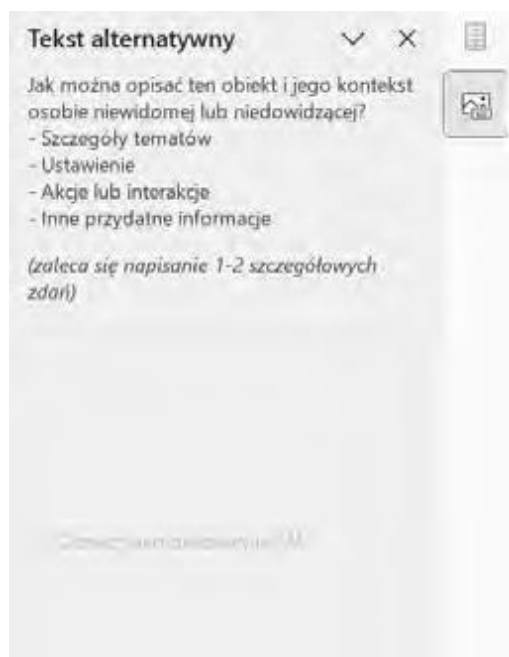 Tekst alternatywny
Jak można opisać ten obiekt i jego kontekst
osobie niewidomej lub niedowidzącej?
- Szczegóły tematów
- Ustawienie
- Akcje lub interakcje
- Inne przydatne informacje
(zaleca się napisanie 1-2 szczegółowych
zdań)